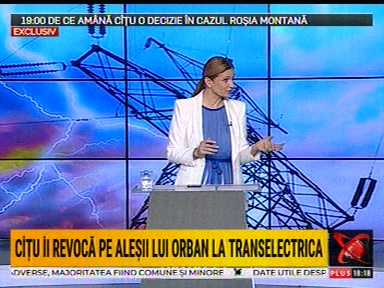 19:00 DE CE AMÂNĂ CÎȚU O DECIZIE ÎN CAZUL ROȘIA MONTANĂ
EXCLUSIV
CÎȚU ÎI REVOCĂ PE ALEȘII LUI ORBAN LA TRANSELECTRICA
ADVERSE, MAJORITATEA FIIND COMUNE ȘI MINORE DATE UTILE DESP
PLUS 18:18